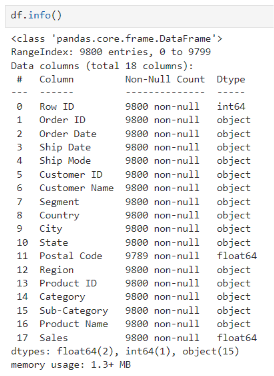 df.info()
<class 'pandas.core.frame.DataFrame'>
RangeIndex: 9800 entries, 0 to 9799
Data columns (total 18 columns):
 #   Column         Non-Null Count  Dtype
---  ------         --------------  -----
 0   Row ID         9800 non-null   int64
 1   Order ID       9800 non-null   object
 2   Order Date     9800 non-null   object
 3   Ship Date      9800 non-null   object
 4   Ship Mode      9800 non-null   object
 5   Customer ID    9800 non-null   object
 6   Customer Name  9800 non-null   object
 7   Segment        9800 non-null   object
 8   Country        9800 non-null   object
 9   City           9800 non-null   object
 10  State          9800 non-null   object
 11  Postal Code    9789 non-null   float64
 12  Region         9800 non-null   object
 13  Product ID     9800 non-null   object
 14  Category       9800 non-null   object
 15  Sub-Category   9800 non-null   object
 16  Product Name   9800 non-null   object
 17  Sales          9800 non-null   float64
dtypes: float64(2), int64(1), object(15)
memory usage: 1.3+ MB